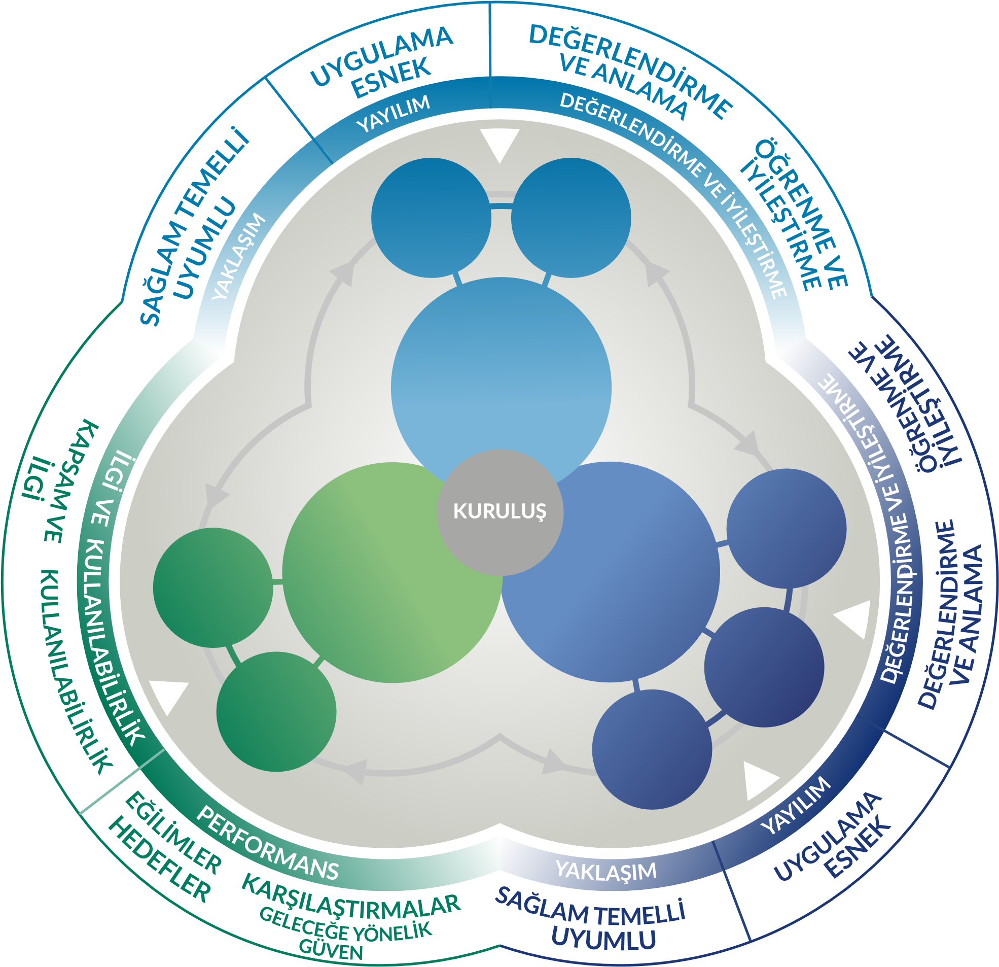 UYGULAMA
ESNEK
YAYILIM
DEĞERLENDİRME
VE ANLAMA
DEĞERLENDİRME VE İYİLEŞTİRME
ÖĞRENME VE
İYİLEŞTİRME
SAĞLAM TEMELLİ
UYUMLU
YAKLAŞIM
ÖĞRENME VE
İYİLEŞTİRME
DEĞERLENDİRME VE İYİLEŞTİRME
DEĞERLENDİRME
VE ANLAMA
KURULUŞ
KAPSAM VE
İLGİ
KULLANILABİLİRLİK
İLGİ VE KULLANILABİLİRLİK
YAYILIM
UYGULAMA
ESNEK
EĞİLİMLER
HEDEFLER
PERFORMANS
KARŞILAŞTIRMALAR
GELECEĞE YÖNELİK
GÜVEN
YAKLAŞIM
SAĞLAM TEMELLİ
UYUMLU